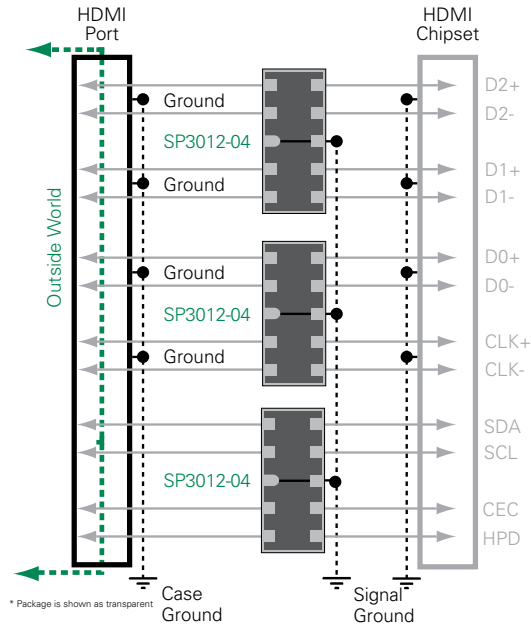 HDMI
Port
HDMI
Chipset
Outside World
Ground
SP3012-04
Ground
D2+
D2-
D1+
D1-
Ground
SP3012-04
Ground
D0+
D0-
CLK+
CLK-
SP3012-04
SDA
SCL
CEC
HPD
* Package is shown as transparent
Case
Ground
Signal
Ground